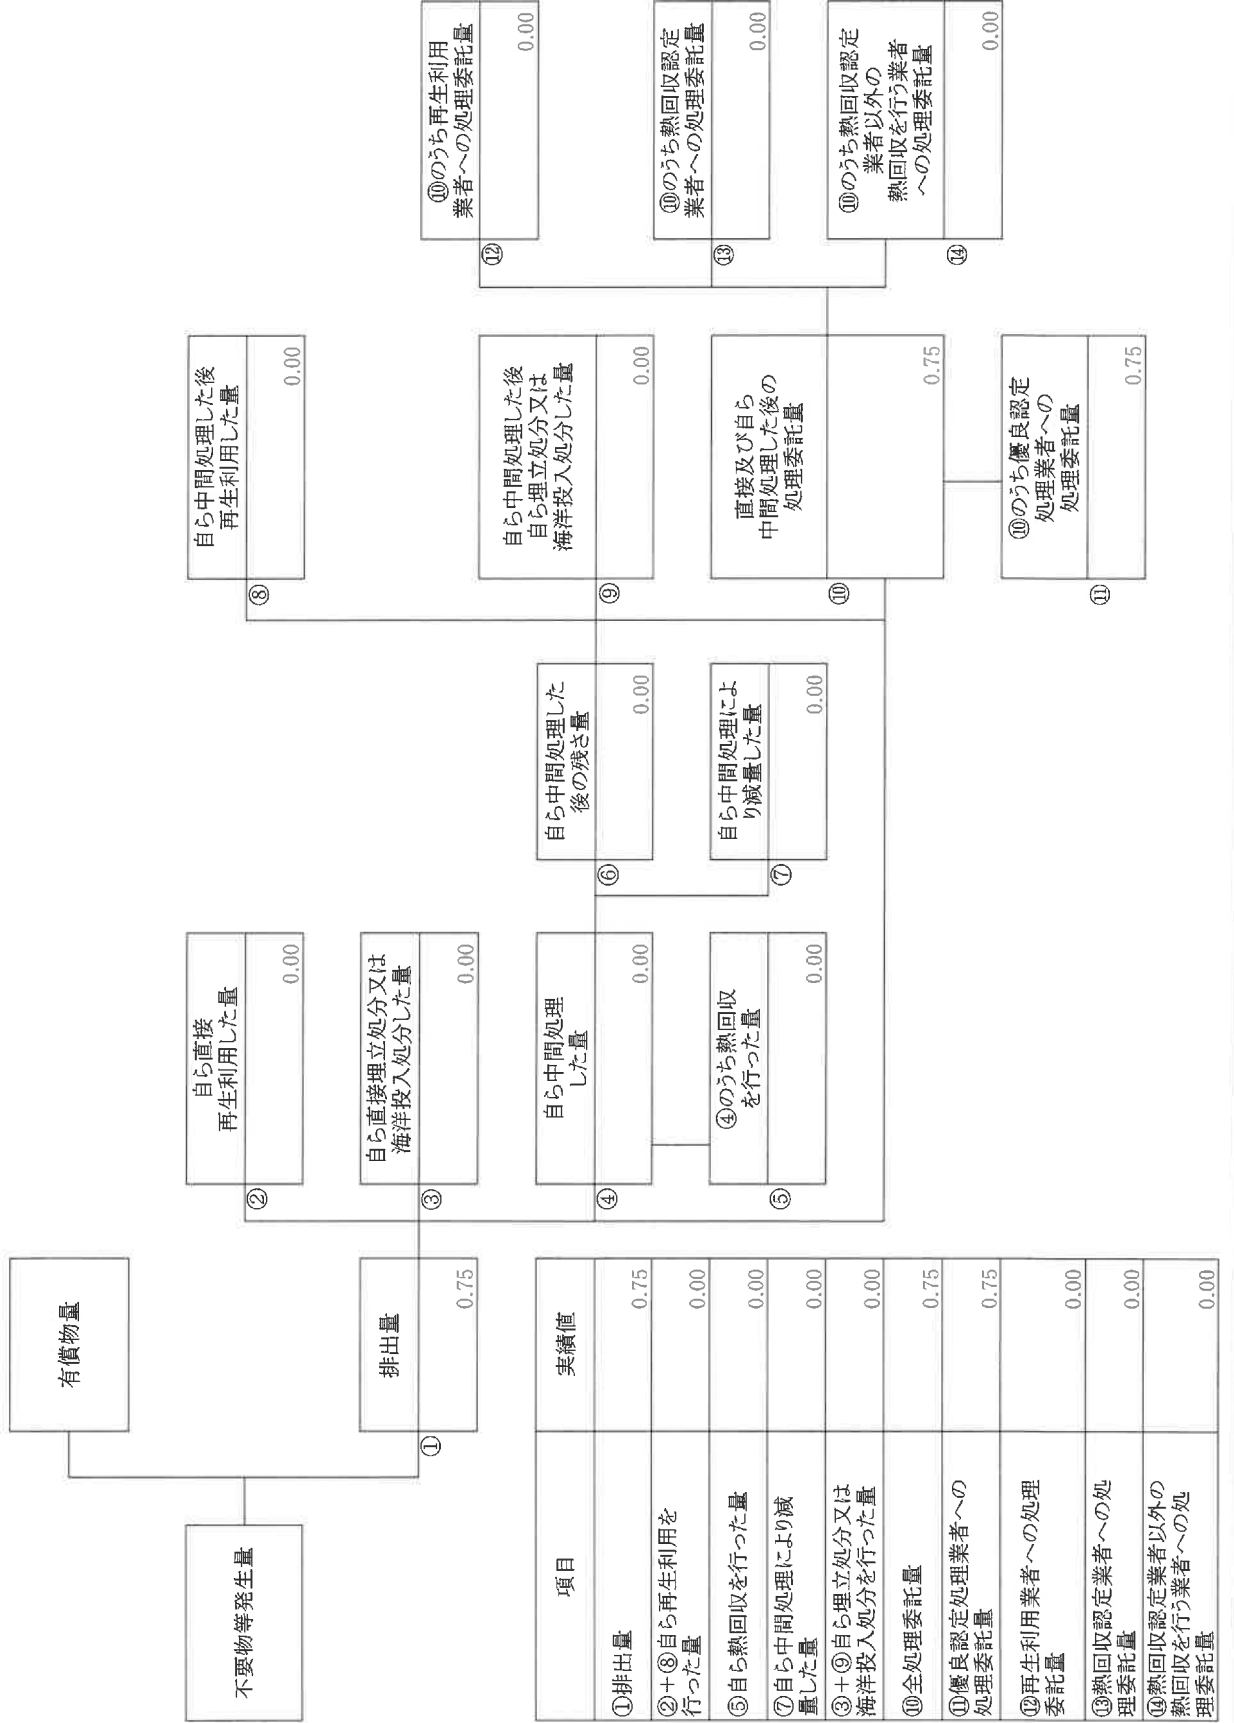 不要物等発生量
有償物量
排出量
①
0.75
自ら直接
再生利用した量
②
0.00
自ら直接埋立処分又は
海洋投入処分した量
③
0.00
自ら中間処理
した量
④
0.00
④のうち熱回収
を行った量
⑤
0.00
自ら中間処理した
後の残さ量
⑥
0.00
自ら中間処理によ
り減量した量
⑦
0.00
自ら中間処理した後
再生利用した量
⑧
0.00
自ら中間処理した後
自ら埋立処分又は
海洋投入処分した量
⑨
0.00
直接及び自ら
中間処理した後の
処理委託量
⑩
0.75
⑩のうち優良認定
処理業者への
処理委託量
⑪
0.75
⑩のうち再生利用
業者への処理委託量
⑫
0.00
⑩のうち熱回収認定
業者への処理委託量
⑬
0.00
⑩のうち熱回収認定
業者以外の
熱回収を行う業者
への処理委託量
⑭
0.00
項目 実績値
①排出量 0.75
②+⑧自ら再生利用を
行った量 0.00
⑤自ら熱回収を行った量 0.00
⑦自ら中間処理により減
量した量 0.00
③+⑨自ら埋立処分又は
海洋投入処分を行った量 0.00
⑩全処理委託量 0.75
⑪優良認定処理業者への
処理委託量 0.75
⑫再生利用業者への処理
委託量 0.00
⑬熱回収認定業者への処
理委託量 0.00
⑭熱回収認定業者以外の
熱回収を行う業者への処
理委託量 0.00